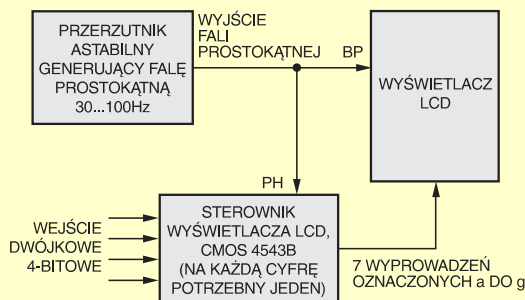 PRZERZUTNIK
ASTABILNY
GENERUJĄCY FALĘ
PROSTOKĄTNĄ
30...100Hz
WYJŚCIE
FALI
PROSTOKĄTNEJ
BP
WYŚWIETLACZ
LCD
PH
WEJŚCIE
DWÓJKOWE
4-BITOWE
STEROWNIK
WYŚWIETLACZA LCD,
CMOS 4543B
(NA KAŻDĄ CYFRĘ
POTRZEBNY JEDEN)
7 WYPROWADZEŃ
OZNACZONYCH a DO g